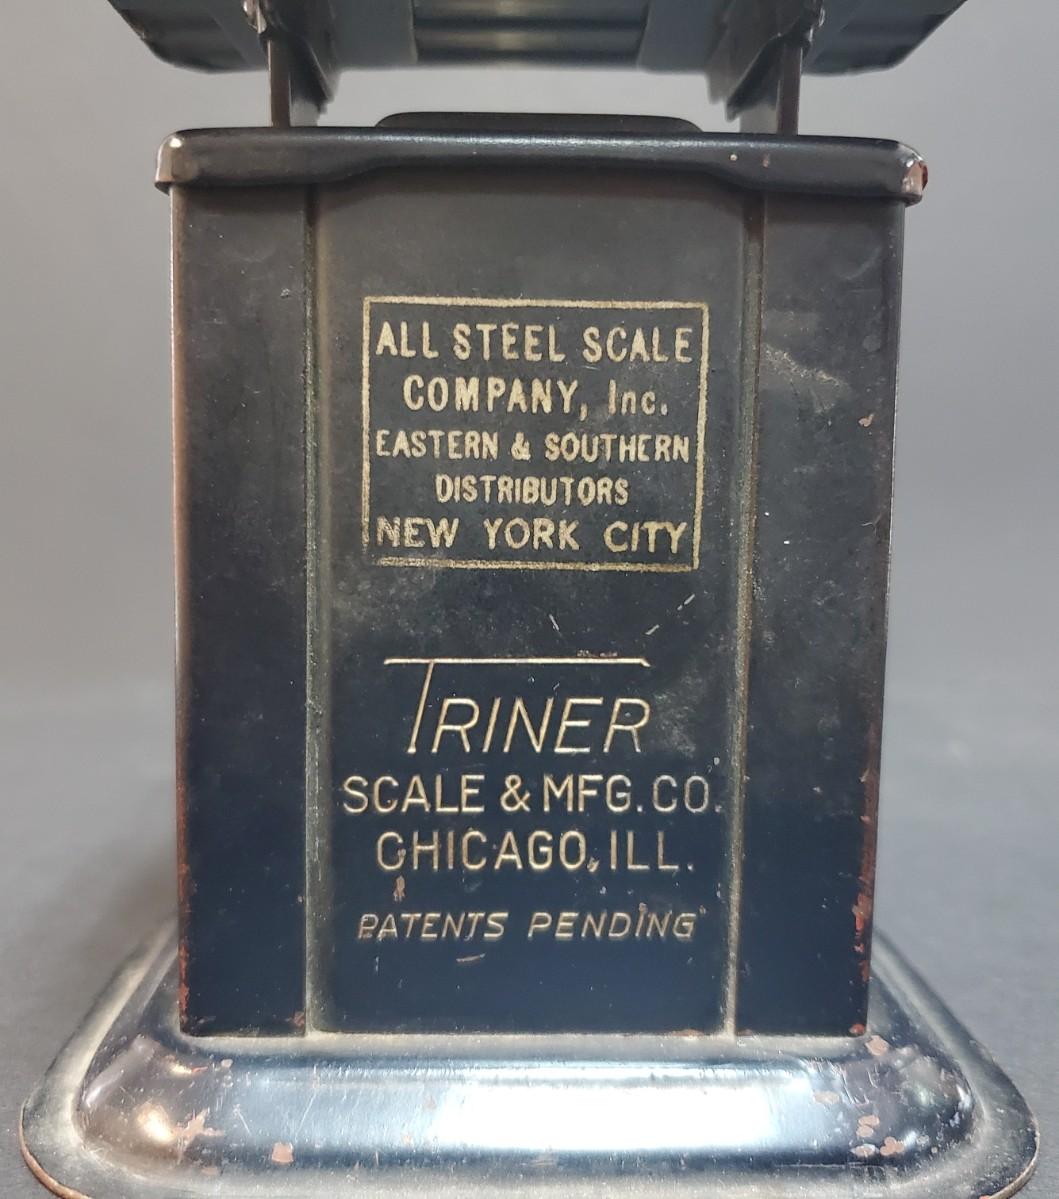 ALL STEEL SCALE
COMPANY, Inc.
EASTERN & SOUTHERN
DISTRIBUTORS
NEW YORK CITY
TRINER
SCALE & MFG. CO.
CHICAGO, ILL.
PATENTS PENDING